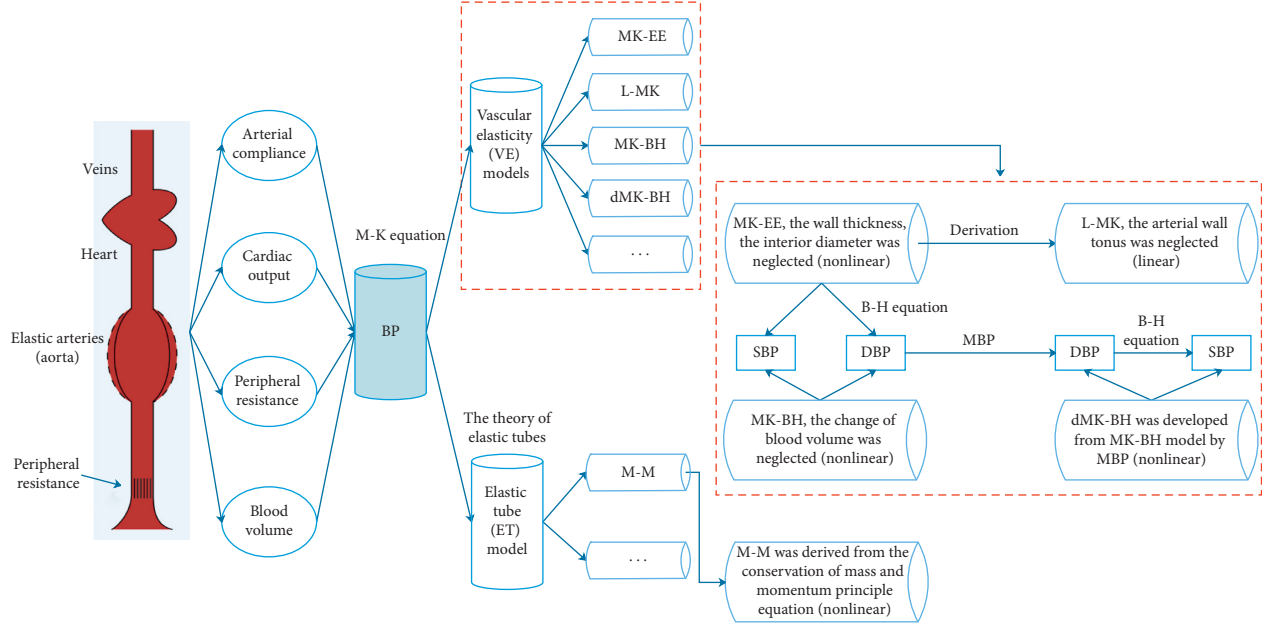 Veins
Heart
Elastic arteries
(aorta)
Peripheral
resistance
Arterial
compliance
Cardiac
output
Peripheral
resistance
Blood
volume
M-K equation
BP
Vascular
elasticity
(VE)
models
MK-EE
L-MK
MK-BH
dMK-BH
...
The theory of
elastic tubes
Elastic
tube
(ET)
model
M-M
...
MK-EE, the wall thickness,
the interior diameter was
neglected (nonlinear)
Derivation
L-MK, the arterial wall
tonus was neglected
(linear)
B-H equation
SBP
DBP
MBP
DBP
B-H
equation
SBP
MK-BH, the change of
blood volume was
neglected (nonlinear)
dMK-BH was developed
from MK-BH model by
MBP (nonlinear)
M-M was derived from the
conservation of mass and
momentum principle
equation (nonlinear)